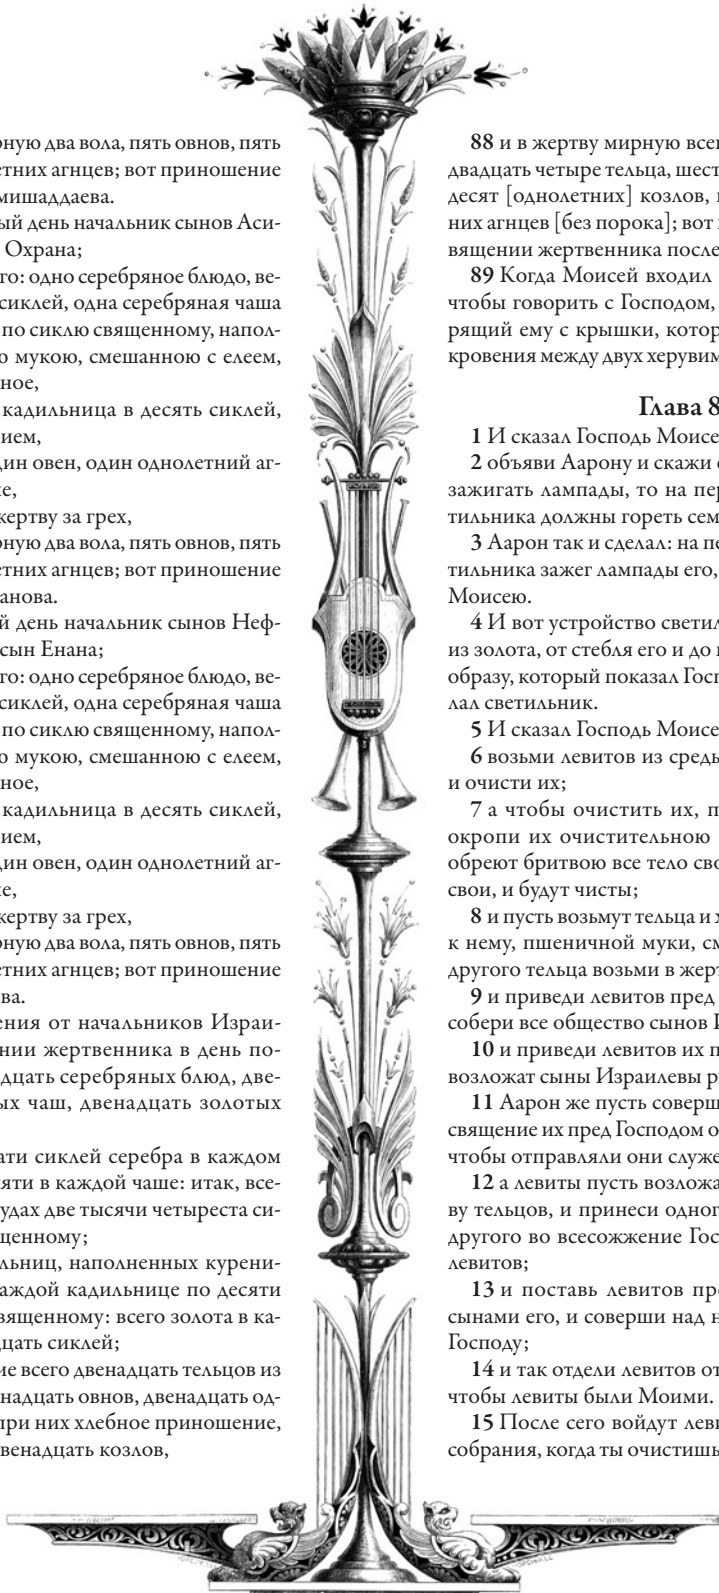 рную два вола, пять овнов, пять
етних агнцев; вот приношение
мишаддаева.
ый день начальник сынов Аси-
Охрана;
го: одно серебряное блюдо, ве-
сиклей, одна серебряная чаша
по сиклю священному, напол-
ю мукою, смешанною с елеем,
ное,
кадильница в десять сиклей,
ием,
дин овен, один однолетний аг-
ие,
жертву за грех,
рную два вола, пять овнов, пять
етних агнцев; вот приношение
анова.
й день начальник сынов Неф-
сын Енана;
го: одно серебряное блюдо, ве-
сиклей, одна серебряная чаша
по сиклю священному, напол-
ю мукою, смешанною с елеем,
ное,
кадильница в десять сиклей,
ием,
дин овен, один однолетний аг-
ие,
жертву за грех,
рную два вола, пять овнов, пять
етних агнцев; вот приношение
ва.
ения от начальников Израи-
нии жертвенника в день по-
дцать серебряных блюд, две-
ых чаш, двенадцать золотых
ати сиклей серебра в каждом
яти в каждой чаше: итак, все-
удах две тысячи четыреста си-
щенному;
льниц, наполненных курени-
аждой кадильнице по десяти
вященному: всего золота в ка-
дцать сиклей;
ие всего двенадцать тельцов из
надцать овнов, двенадцать од-
при них хлебное приношение,
венадцать козлов,
88 и в жертву мирную все
двадцать четыре тельца, шест
десят [однолетних] козлов,
них агнцев [без порока]; вот
вящении жертвенника после
89 Когда Моисей входил
чтобы говорить с Господом,
рящий ему с крышки, котор
кровения между двух херувим
Глава 8
1 И сказал Господь Моисе
2 объяви Аарону и скажи
зажигать лампады, то на пер
тильника должны гореть сем
3 Аарон так и сделал: на пе
тильника зажег лампады его,
Моисею.
4 И вот устройство светил
из золота, от стебля его и до
образу, который показал Госп
лал светильник.
5 И сказал Господь Моисе
6 возьми левитов из средь
и очисти их;
7 а чтобы очистить их, п
окропи их очистительною
обреют бритвою все тело сво
свои, и будут чисты;
8 и пусть возьмут тельца и х
к нему, пшеничной муки, см
другого тельца возьми в жерт
9 и приведи левитов пред
собери все общество сынов И
10 и приведи левитов их п
возложат сыны Израилевы р
11 Аарон же пусть соверш
священие их пред Господом о
чтобы отправляли они служе
12 а левиты пусть возложа
ву тельцов, и принеси одног
другого во всесожжение Гос
левитов;
13 и поставь левитов пре
сынами его, и соверши над н
Господу;
14 и так отдели левитов от
чтобы левиты были Моими.
15 После сего войдут леви
собрания, когда ты очистишь